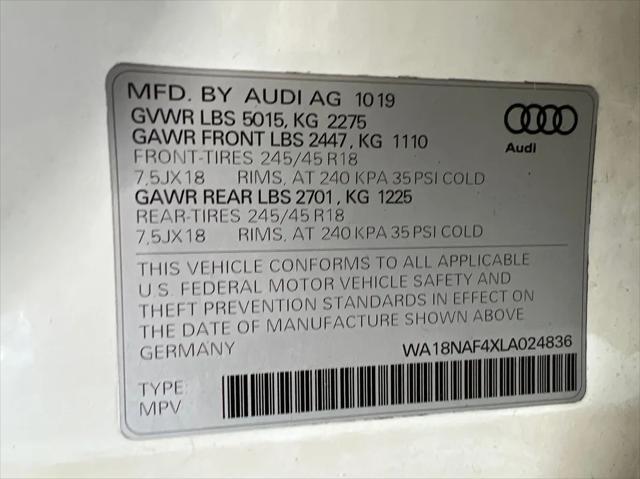 MFD. BY AUDI AG 1019
GVWR LBS 5015, KG 2275
GAWR FRONT LBS 2447, KG 1110
FRONT-TIRES 245/45 R18
7,5JX18 RIMS, AT 240 KPA 35 PSI COLD
GAWR REAR LBS 2701, KG 1225
REAR-TIRES 245/45 R18
7,5JX18 RIMS, AT 240 KPA 35 PSI COLD
Audi
THIS VEHICLE CONFORMS TO ALL APPLICABLE
U.S. FEDERAL MOTOR VEHICLE SAFETY AND
THEFT PREVENTION STANDARDS IN EFFECT ON
THE DATE OF MANUFACTURING SHOWN ABOVE
GERMANY WA18NAF4XLA024836
TYPE:
MPV